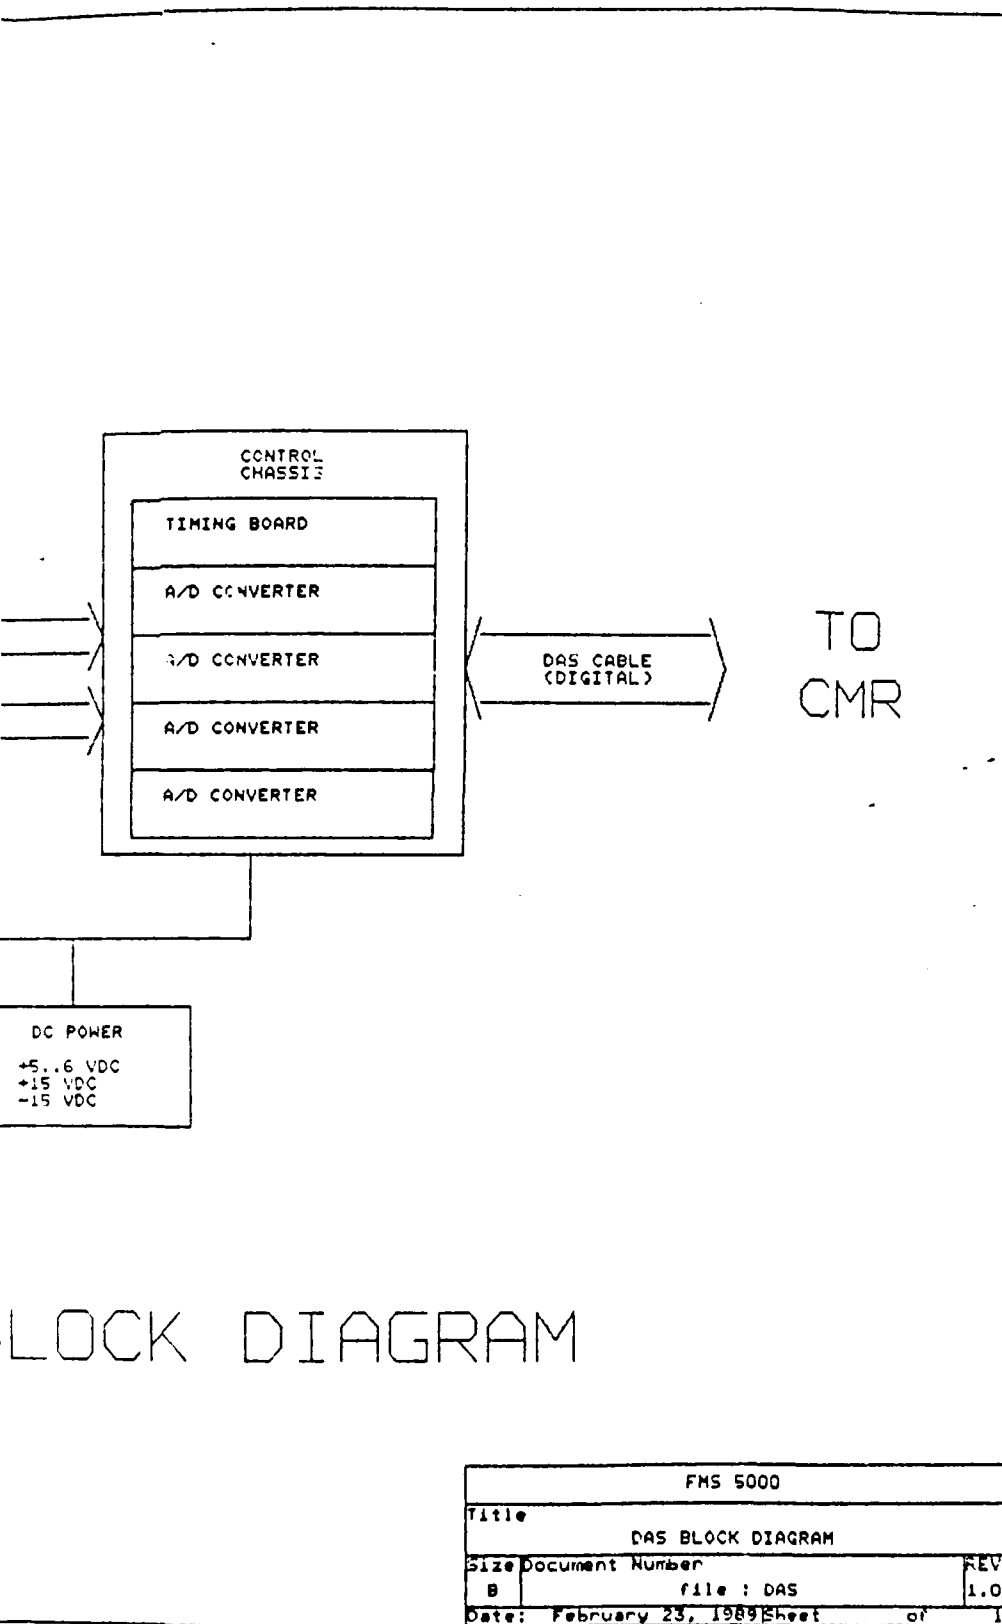 CONTROL
CHASSIS
TIMING BOARD
A/D CONVERTER
A/D CONVERTER
A/D CONVERTER
A/D CONVERTER
DAS CABLE
(DIGITAL)
TO
CMR
DC POWER
+5..6 VDC
+15 VDC
-15 VDC
LOCK DIAGRAM
FMS 5000
Title
DAS BLOCK DIAGRAM
Size Document Number REV
B file : DAS 1.0
Date: February 23, 1989 Sheet of 1